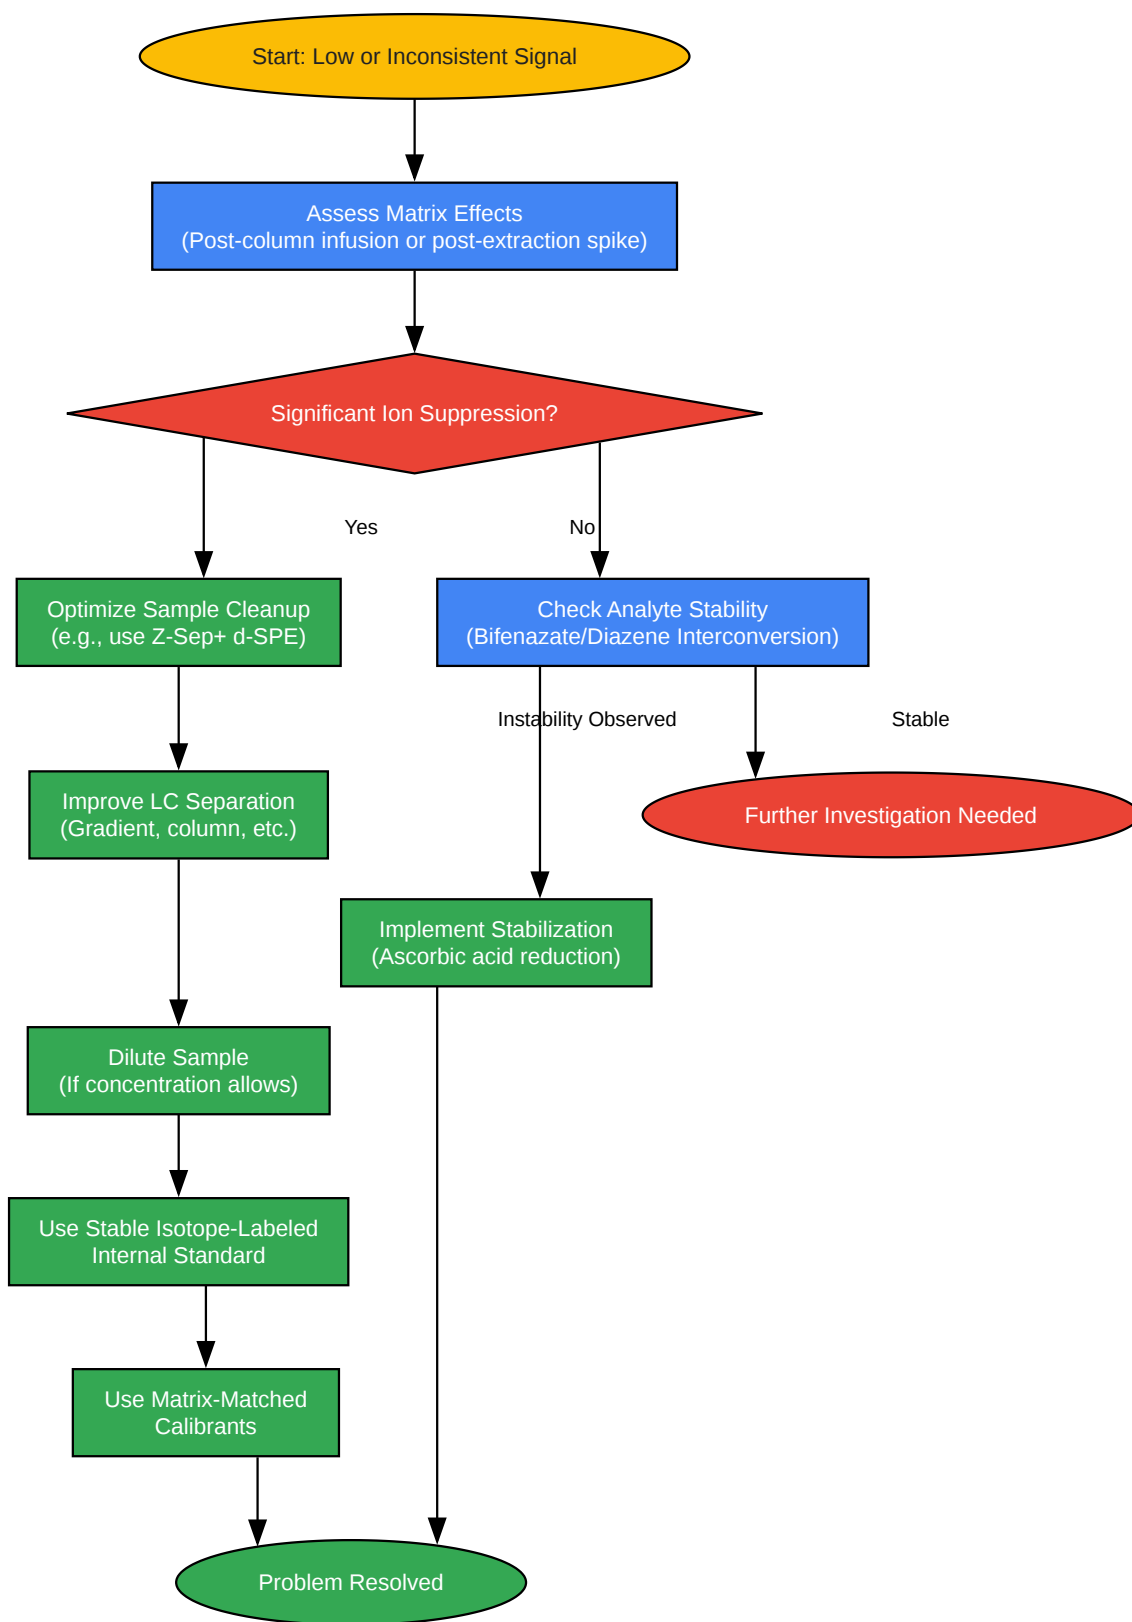 Start: Low or Inconsistent Signal
Assess Matrix Effects
(Post-column infusion or post-extraction spike)
Significant Ion Suppression?
Yes
No
Optimize Sample Cleanup
(e.g., use Z-Sep+ d-SPE)
Check Analyte Stability
(Bifenazate/Diazene Interconversion)
Instability Observed
Stable
Improve LC Separation
(Gradient, column, etc.)
Further Investigation Needed
Implement Stabilization
(Ascorbic acid reduction)
Dilute Sample
(If concentration allows)
Use Stable Isotope-Labeled
Internal Standard
Use Matrix-Matched
Calibrants
Problem Resolved